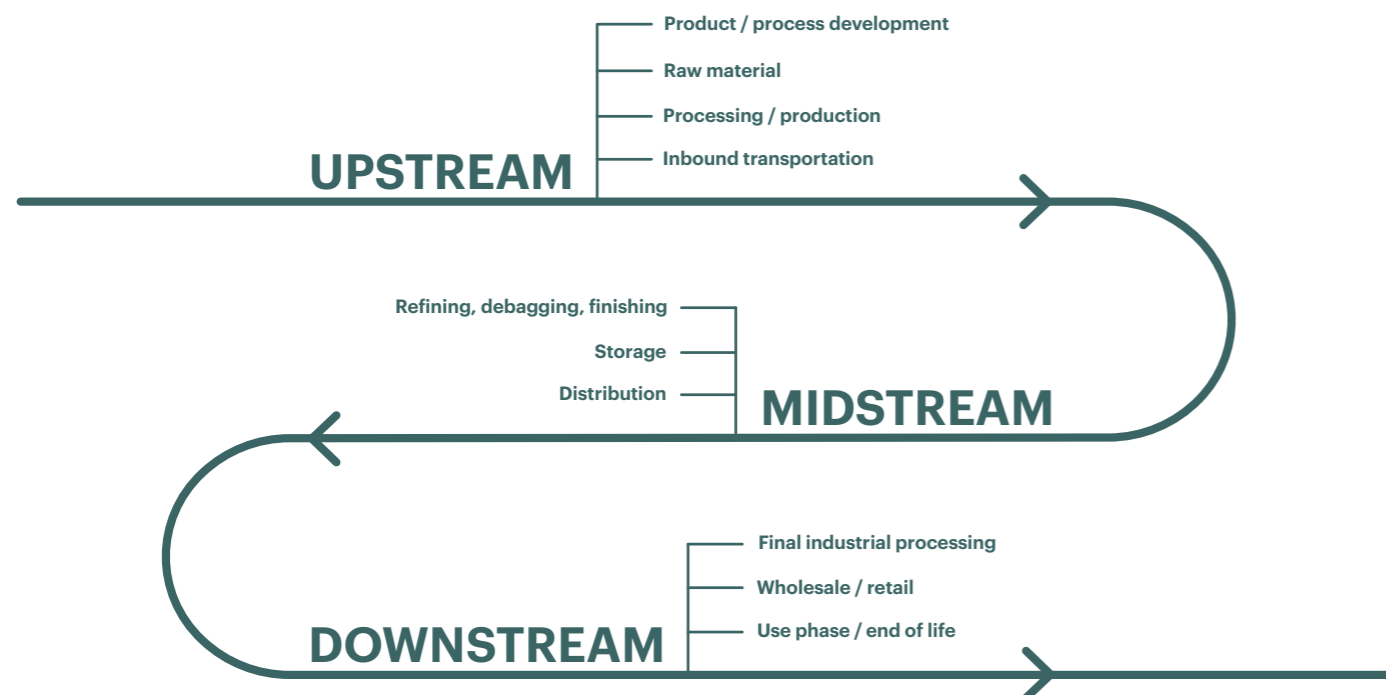 Product / process development
Raw material
Processing / production
Inbound transportation
UPSTREAM
Refining, debagging, finishing
Storage
Distribution
MIDSTREAM
Final industrial processing
Wholesale / retail
Use phase / end of life
DOWNSTREAM